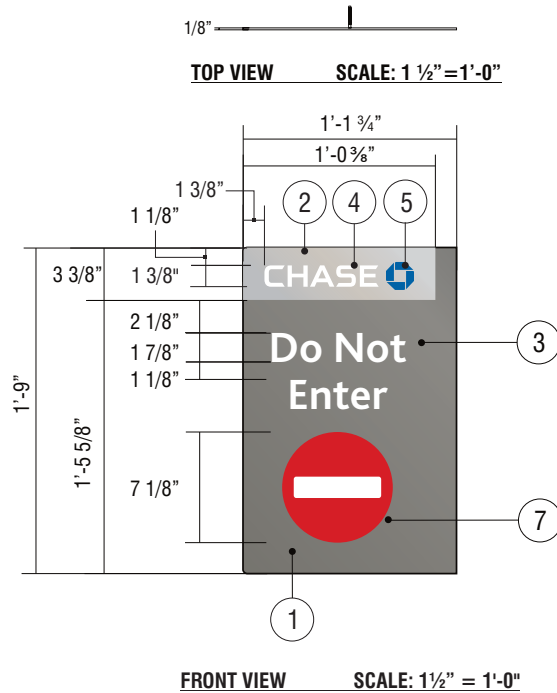 1/8”
TOP VIEW SCALE: 1 ½”=1’-0”
1’-1 ¾”
1’-0 ⅜”
1 3/8”
2 4 5
1 1/8”
3 3/8” 1 3/8"
CHASE
2 1/8”
3
Do Not
1 7/8”
1 1/8”
Enter
1’-9”
1’-5 5/8”
7 1/8”
7
1
FRONT VIEW SCALE: 1½” = 1'-0"